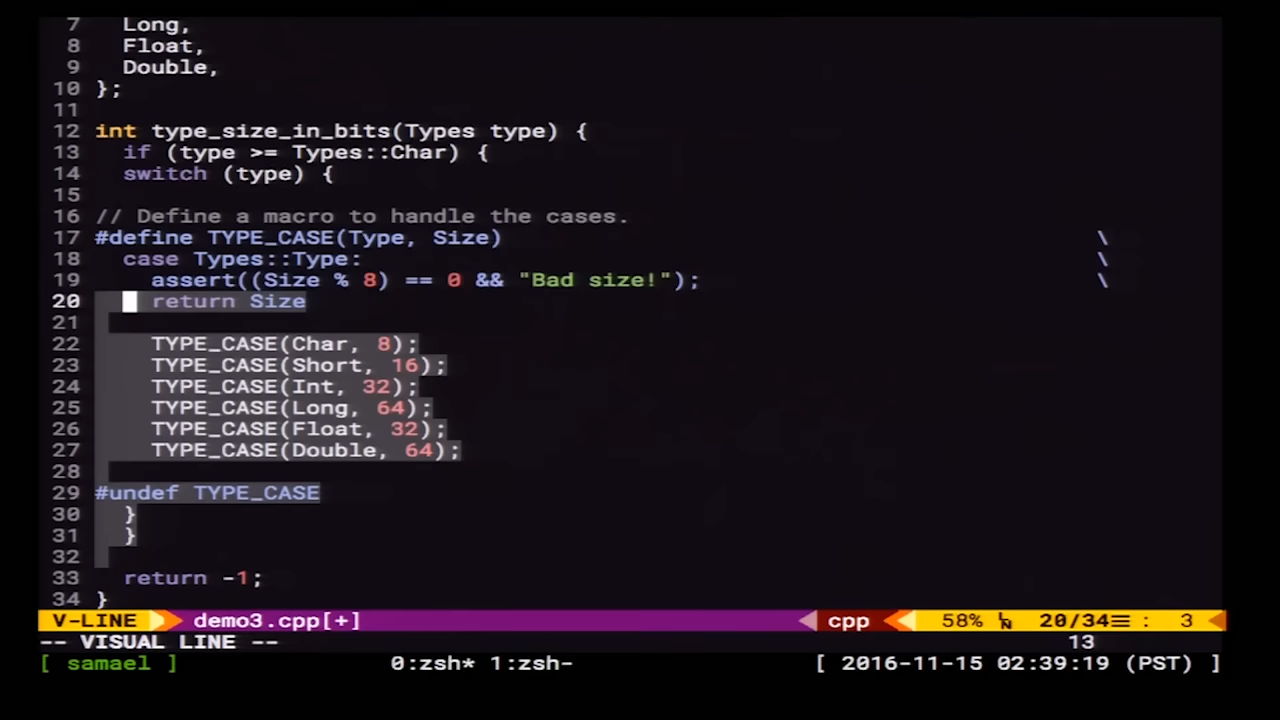 7 Long,
8 Float,
9 Double,
10 };
11
12 int type_size_in_bits(Types type) {
13 if (type >= Types::Char) {
14 switch (type) {
15
16 // Define a macro to handle the cases.
17 #define TYPE_CASE(Type, Size) \
18 case Types::Type: \
19 assert((Size % 8) == 0 && "Bad size!"); \
20 return Size
21
22 TYPE_CASE(Char, 8);
23 TYPE_CASE(Short, 16);
24 TYPE_CASE(Int, 32);
25 TYPE_CASE(Long, 64);
26 TYPE_CASE(Float, 32);
27 TYPE_CASE(Double, 64);
28
29 #undef TYPE_CASE
30 }
31 }
32
33 return -1;
34 }
V-LINE demo3.cpp[+] cpp 58% 20/34☰ : 3
-- VISUAL LINE -- 13
[ samael ] 0:zsh* 1:zsh- [ 2016-11-15 02:39:19 (PST) ]